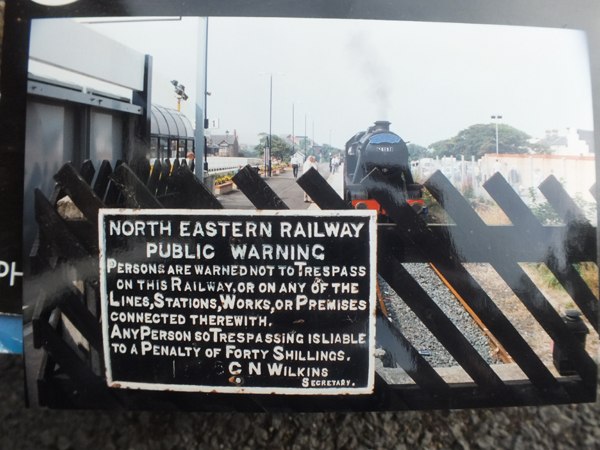 NORTH EASTERN RAILWAY
PUBLIC WARNING
PERSONS ARE WARNED NOT TO TRESPASS
ON THIS RAILWAY, OR ON ANY OF THE
LINES, STATIONS, WORKS, OR PREMISES
CONNECTED THEREWITH.
ANY PERSON SO TRESPASSING IS LIABLE
TO A PENALTY OF FORTY SHILLINGS.
C N WILKINS
SECRETARY.